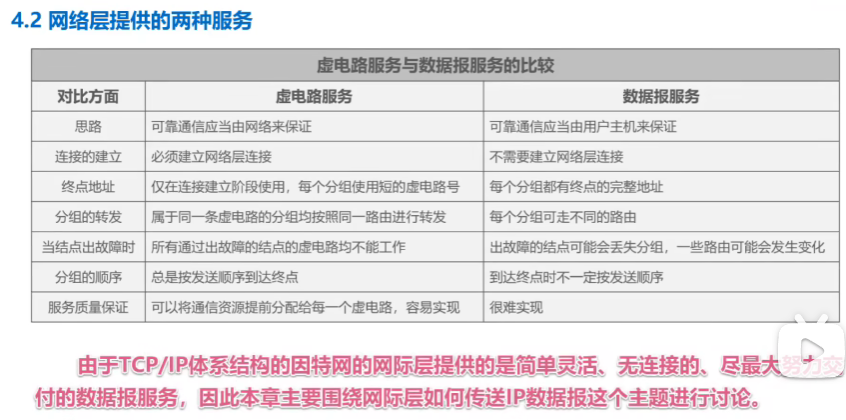 4.2 网络层提供的两种服务
虚电路服务与数据报服务的比较
对比方面 虚电路服务 数据报服务
思路 可靠通信应当由网络来保证 可靠通信应当由用户主机来保证
连接的建立 必须建立网络层连接 不需要建立网络层连接
终点地址 仅在连接建立阶段使用，每个分组使用短的虚电路号 每个分组都有终点的完整地址
分组的转发 属于同一条虚电路的分组均按照同一路由进行转发 每个分组可走不同的路由
当结点出故障时 所有通过出故障的结点的虚电路均不能工作 出故障的结点可能会丢失分组，一些路由可能会发生变化
分组的顺序 总是按发送顺序到达终点 到达终点时不一定按发送顺序
服务质量保证 可以将通信资源提前分配给每一个虚电路，容易实现 很难实现
由于TCP/IP体系结构的因特网的网际层提供的是简单灵活、无连接的、尽最大努力交
付的数据报服务，因此本章主要围绕网际层如何传送IP数据报这个主题进行讨论。